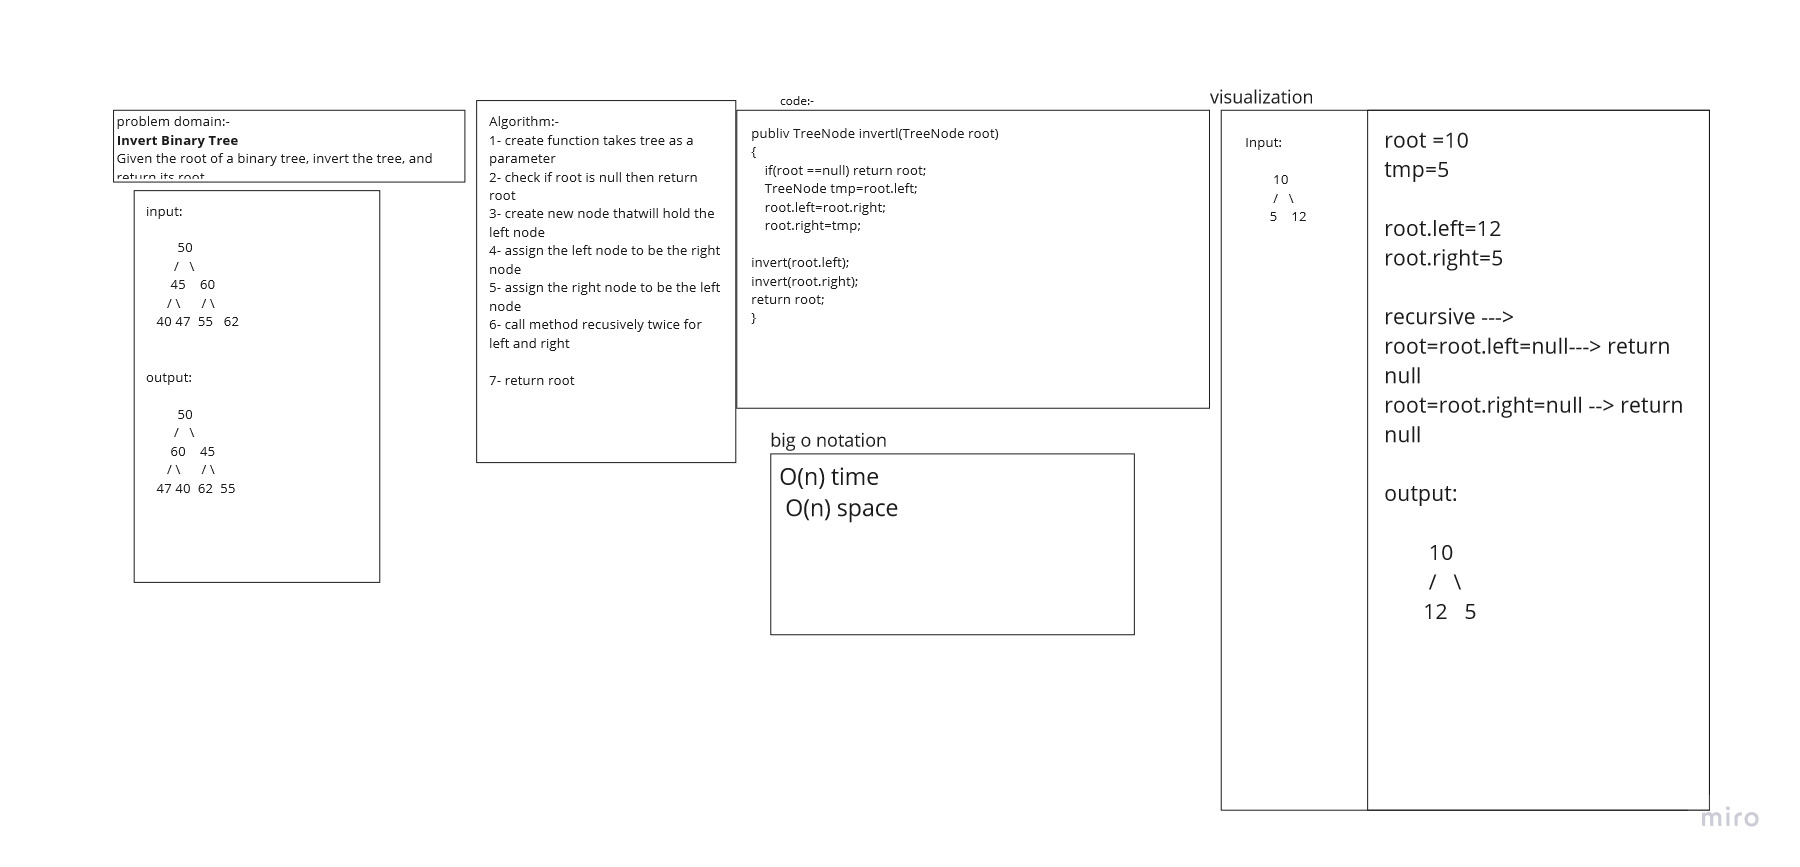 problem domain:-
Invert Binary Tree
Given the root of a binary tree, invert the tree, and
return its root
input:
50
/ \
45 60
/ \ / \
40 47 55 62
output:
50
/ \
60 45
/ \ / \
47 40 62 55
Algorithm:-
1- create function takes tree as a
parameter
2- check if root is null then return
root
3- create new node thatwill hold the
left node
4- assign the left node to be the right
node
5- assign the right node to be the left
node
6- call method recusively twice for
left and right
7- return root
code:-
publiv TreeNode invertl(TreeNode root)
{
if(root ==null) return root;
TreeNode tmp=root.left;
root.left=root.right;
root.right=tmp;
invert(root.left);
invert(root.right);
return root;
}
big o notation
O(n) time
O(n) space
visualization
Input:
10
/ \
5 12
root =10
tmp=5
root.left=12
root.right=5
recursive --->
root=root.left=null---> return
null
root=root.right=null --> return
null
output:
10
/ \
12 5
miro